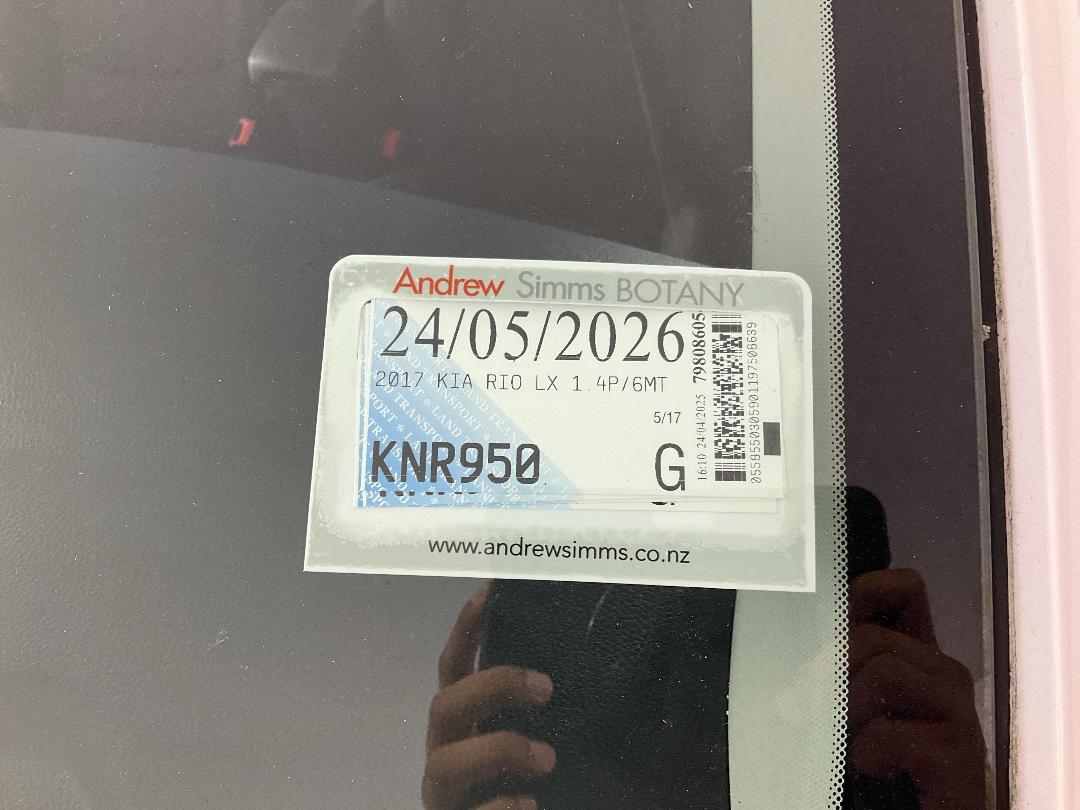 Andrew Simms BOTANY
24/05/2026
2017 KIA RIO LX 1.4P/6MT
5/17
KNR950 G
16:10 24/04/2025 79808605
www.andrewsimms.co.nz